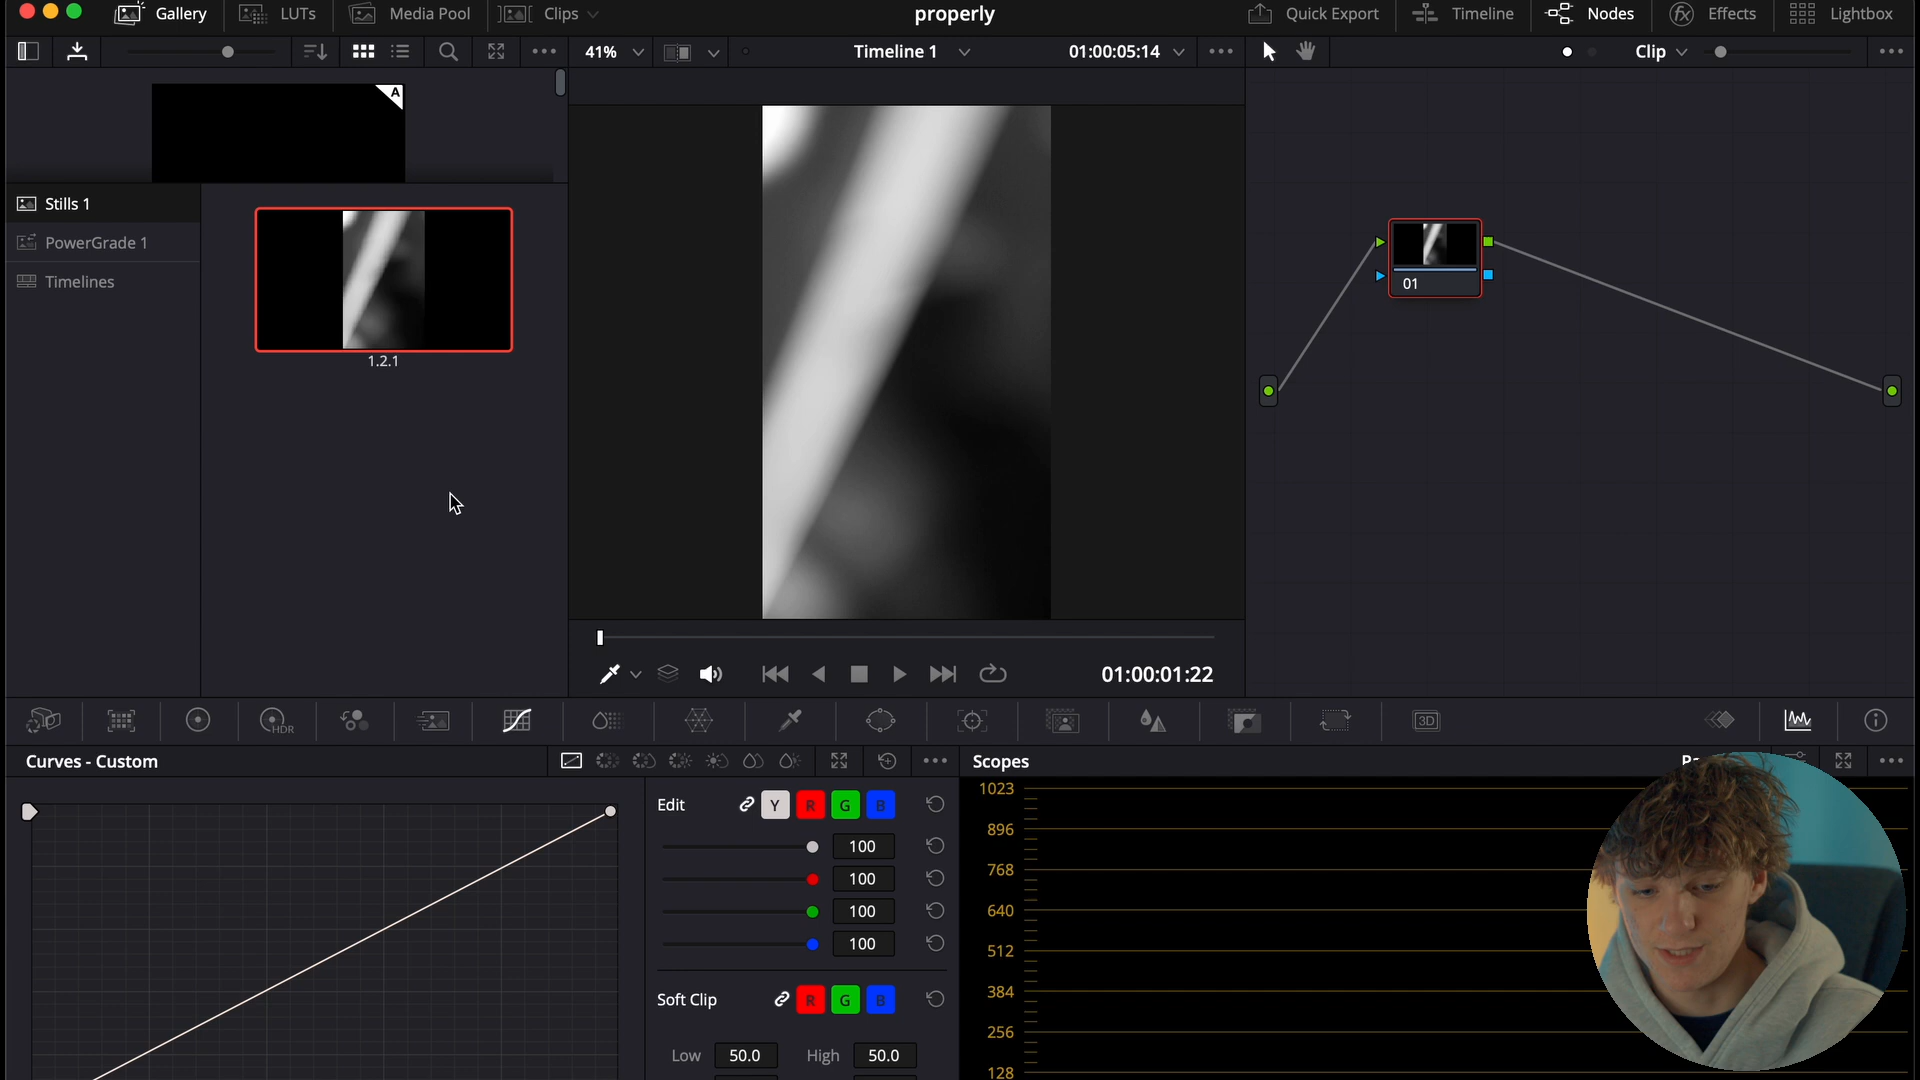 Gallery LUTs Media Pool Clips properly Quick Export Timeline Nodes Effects Lightbox
41% Timeline 1 01:00:05:14 Clip
A
Stills 1
PowerGrade 1
Timelines
1.2.1
01
01:00:01:22
HDR
3D
Curves - Custom
Edit Y R G B
100
100
100
100
Soft Clip R G B
Low 50.0 High 50.0
Scopes
1023
896
768
640
512
384
256
128